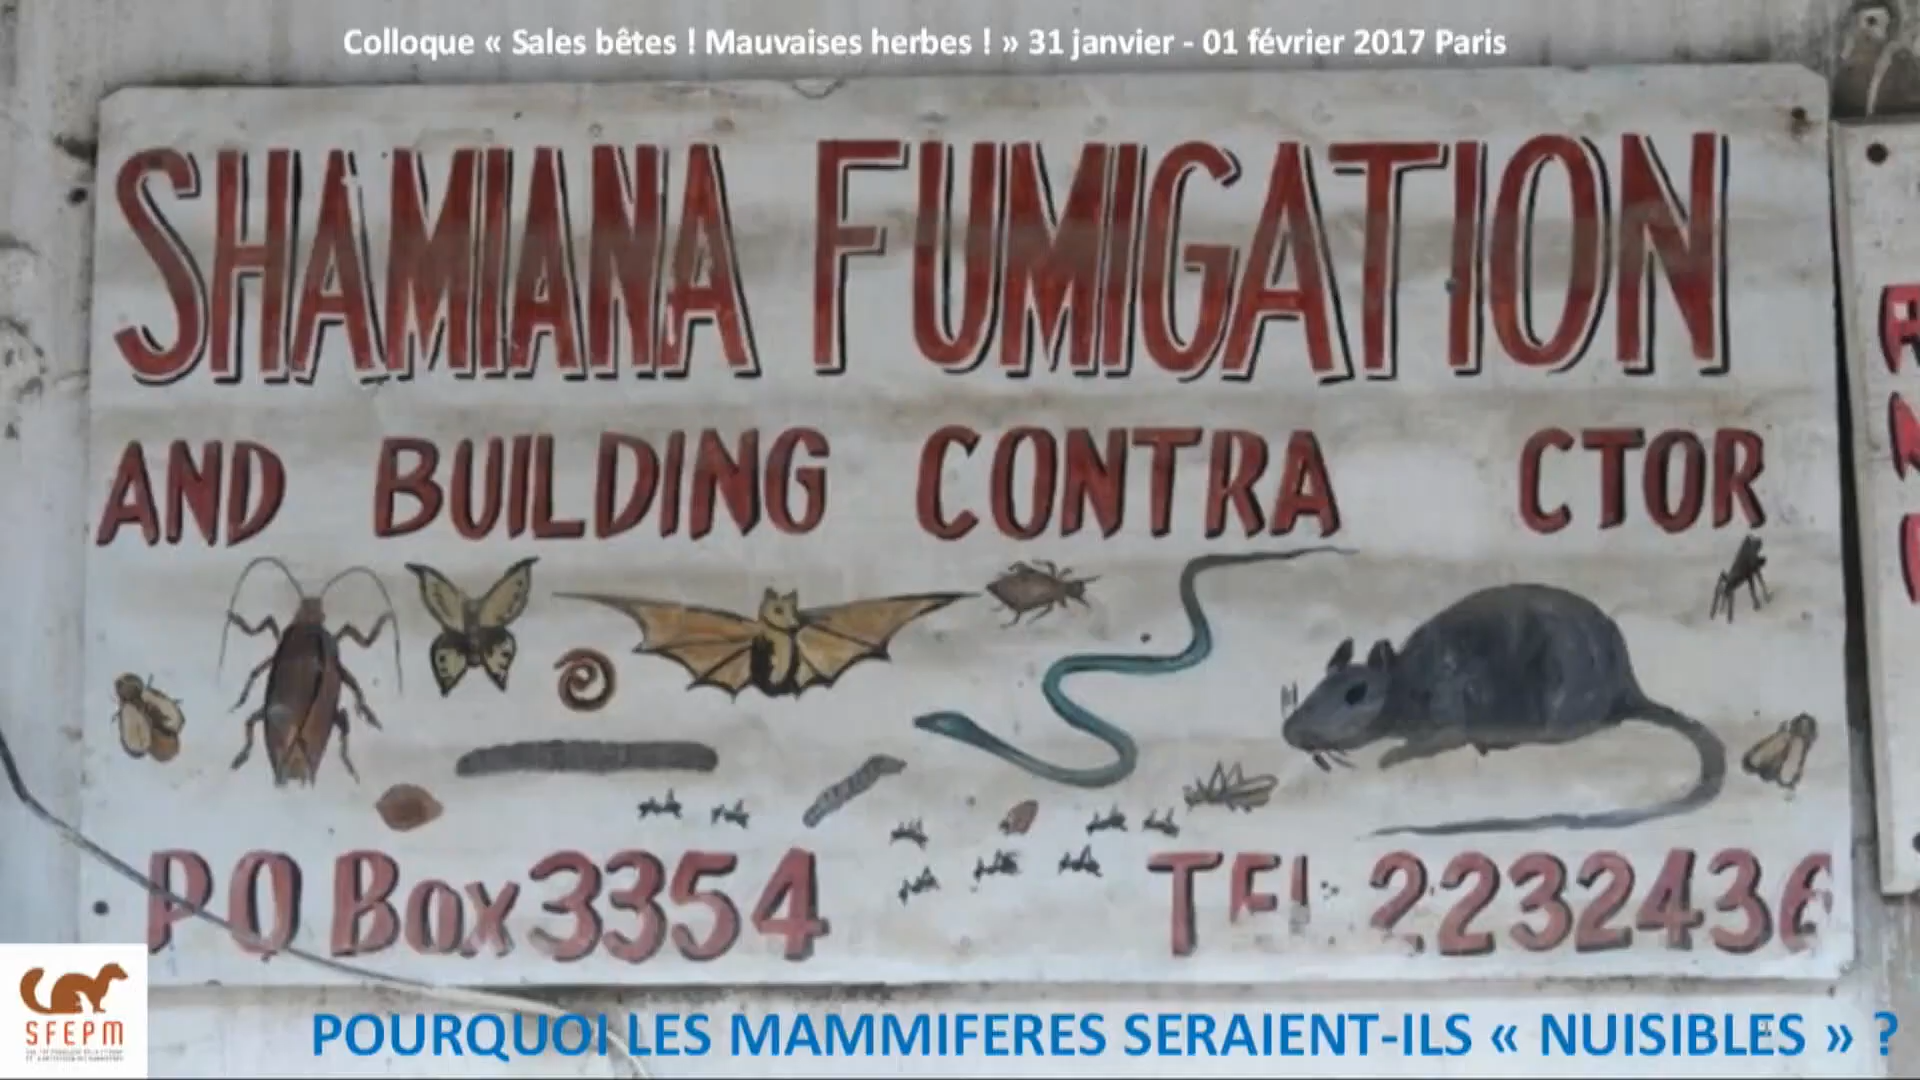 Colloque « Sales bêtes ! Mauvaises herbes ! » 31 janvier - 01 février 2017 Paris
SHAMIANA FUMIGATION
AND BUILDING CONTRA CTOR
PO Box 3354 TEL: 2232436
SFEPM
POURQUOI LES MAMMIFERES SERAIENT-ILS « NUISIBLES » ?